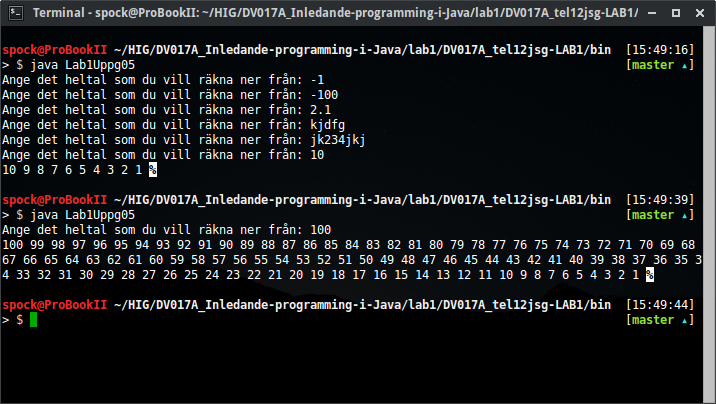 Terminal - spock@ProBookII: ~/HIG/DV017A_Inledande-programming-i-Java/lab1/DV017A_tel12jsg-LAB1/
spock@ProBookII ~/HIG/DV017A_Inledande-programming-i-Java/lab1/DV017A_tel12jsg-LAB1/bin [15:49:16]
> $ java Lab1Uppg05 [master ▴]
Ange det heltal som du vill räkna ner från: -1
Ange det heltal som du vill räkna ner från: -100
Ange det heltal som du vill räkna ner från: 2.1
Ange det heltal som du vill räkna ner från: kjdfg
Ange det heltal som du vill räkna ner från: jk234jkj
Ange det heltal som du vill räkna ner från: 10
10 9 8 7 6 5 4 3 2 1 %
spock@ProBookII ~/HIG/DV017A_Inledande-programming-i-Java/lab1/DV017A_tel12jsg-LAB1/bin [15:49:39]
> $ java Lab1Uppg05 [master ▴]
Ange det heltal som du vill räkna ner från: 100
100 99 98 97 96 95 94 93 92 91 90 89 88 87 86 85 84 83 82 81 80 79 78 77 76 75 74 73 72 71 70 69 68
67 66 65 64 63 62 61 60 59 58 57 56 55 54 53 52 51 50 49 48 47 46 45 44 43 42 41 40 39 38 37 36 35 3
4 33 32 31 30 29 28 27 26 25 24 23 22 21 20 19 18 17 16 15 14 13 12 11 10 9 8 7 6 5 4 3 2 1 %
spock@ProBookII ~/HIG/DV017A_Inledande-programming-i-Java/lab1/DV017A_tel12jsg-LAB1/bin [15:49:44]
> $ [master ▴]